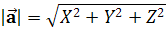 |a⃗| = √X² + Y² + Z²